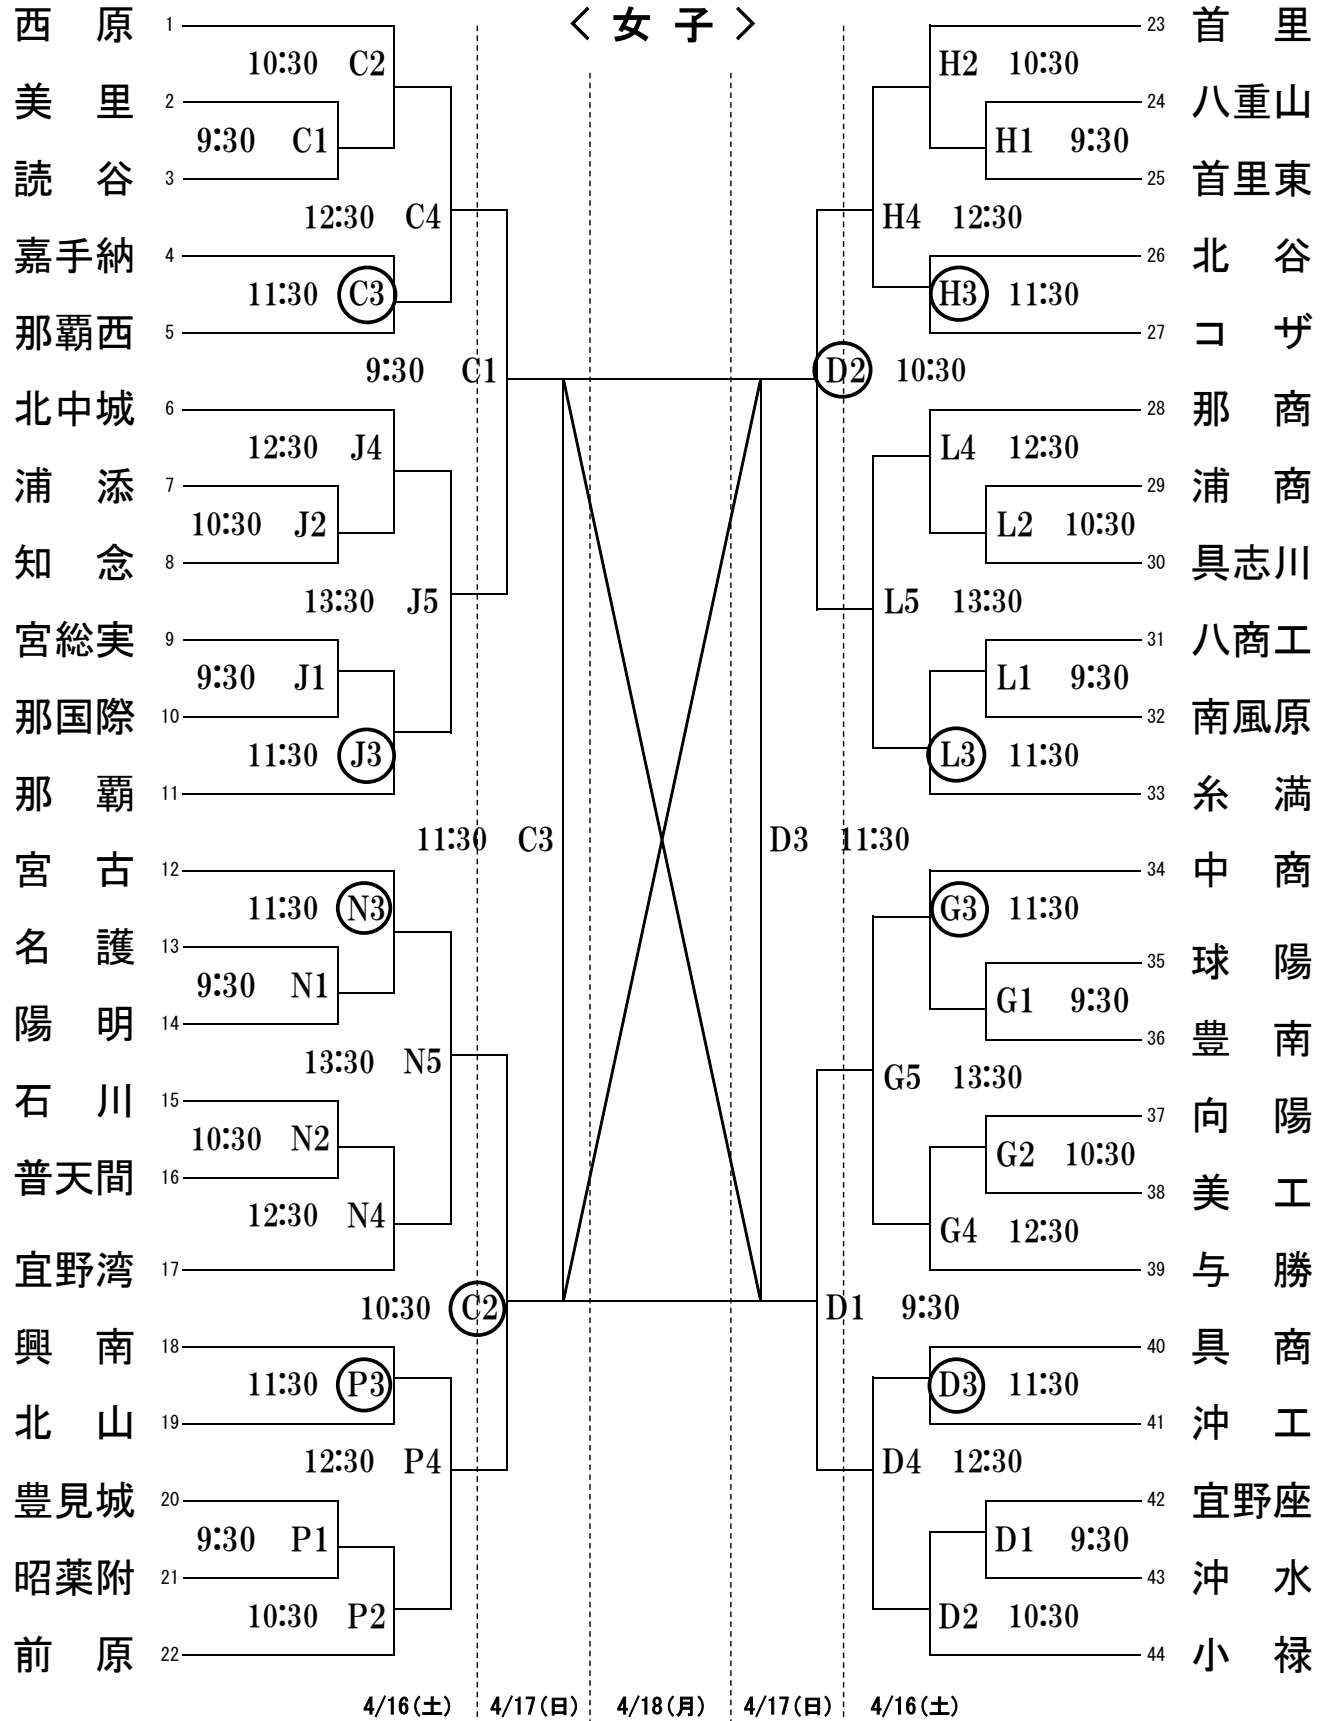 ＜ 女 子 ＞
西 原 1
10:30 C2
美 里 2
9:30 C1
読 谷 3
12:30 C4
嘉手納 4
11:30 C3
那覇西 5
9:30 C1
北中城 6
12:30 J4
浦 添 7
10:30 J2
知 念 8
13:30 J5
宮総実 9
9:30 J1
那国際 10
11:30 J3
那 覇 11
11:30 C3
宮 古 12
11:30 N3
名 護 13
9:30 N1
陽 明 14
13:30 N5
石 川 15
10:30 N2
普天間 16
12:30 N4
宜野湾 17
10:30 C2
興 南 18
11:30 P3
北 山 19
12:30 P4
豊見城 20
9:30 P1
昭薬附 21
10:30 P2
前 原 22
23 首 里
H2 10:30
24 八重山
H1 9:30
25 首里東
H4 12:30
26 北 谷
H3 11:30
27 コ ザ
D2 10:30
28 那 商
L4 12:30
29 浦 商
L2 10:30
30 具志川
L5 13:30
31 八商工
L1 9:30
32 南風原
L3 11:30
33 糸 満
D3 11:30
34 中 商
G3 11:30
35 球 陽
G1 9:30
36 豊 南
G5 13:30
37 向 陽
G2 10:30
38 美 工
G4 12:30
39 与 勝
D1 9:30
40 具 商
D3 11:30
41 沖 工
D4 12:30
42 宜野座
D1 9:30
43 沖 水
D2 10:30
44 小 禄
4/16(土) 4/17(日) 4/18(月) 4/17(日) 4/16(土)